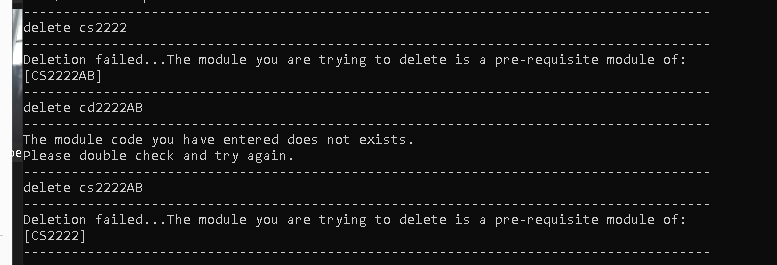 --------------------------------------------------------------------------------------
delete cs2222
--------------------------------------------------------------------------------------
Deletion failed...The module you are trying to delete is a pre-requisite module of:
[CS2222AB]
--------------------------------------------------------------------------------------
delete cd2222AB
--------------------------------------------------------------------------------------
The module code you have entered does not exists.
Please double check and try again.
--------------------------------------------------------------------------------------
delete cs2222AB
--------------------------------------------------------------------------------------
Deletion failed...The module you are trying to delete is a pre-requisite module of:
[CS2222]
--------------------------------------------------------------------------------------